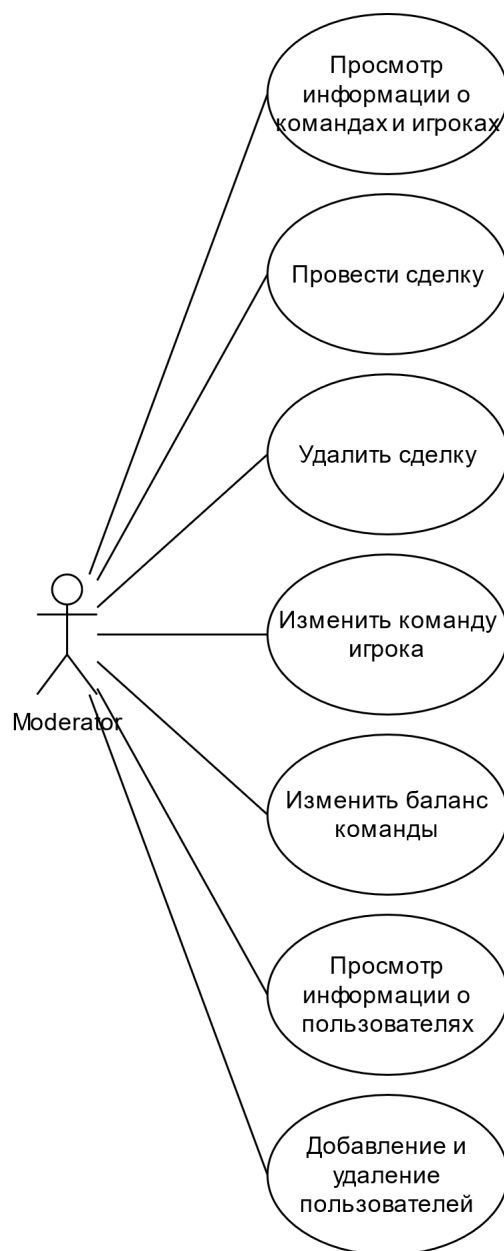 Просмотр
информации о
командах и игроках
Провести сделку
Удалить сделку
Изменить команду
игрока
Moderator
Изменить баланс
команды
Просмотр
информации о
пользователях
Добавление и
удаление
пользователей